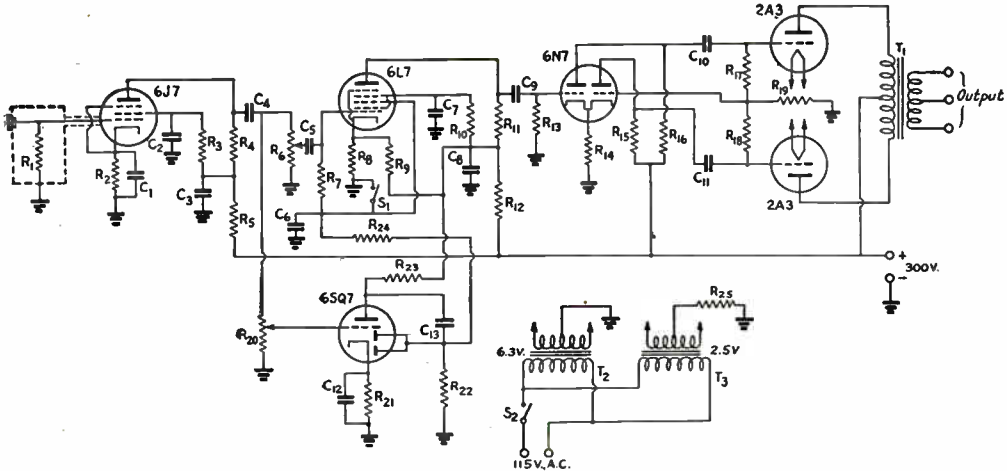 2A3
6J7
6L7
6N7
T1
C4
C5
C7
C9
C10
R17
R19
Output
R1
R2
C1
C2
R3
R4
C3
R5
R6
R7
R8
R9
R10
C8
R11
R12
R13
R14
R15
R16
R18
C11
2A3
C6
S1
R24
R23
+
300V.
-
6SQ7
R20
C13
C12
R21
R22
R25
6.3V.
2.5V
T2
T3
S2
115V., A.C.